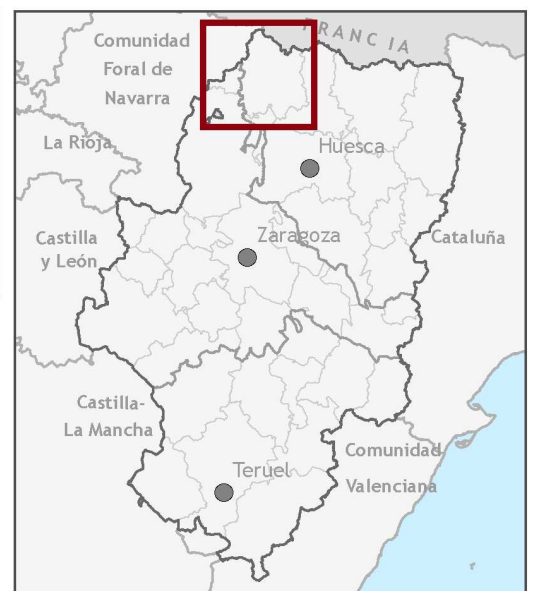 FRANCIA
Comunidad
Foral de
Navarra
La Rioja
Huesca
Castilla
y León
Zaragoza
Cataluña
Castilla-
La Mancha
Comunidad
Teruel
Valenciana